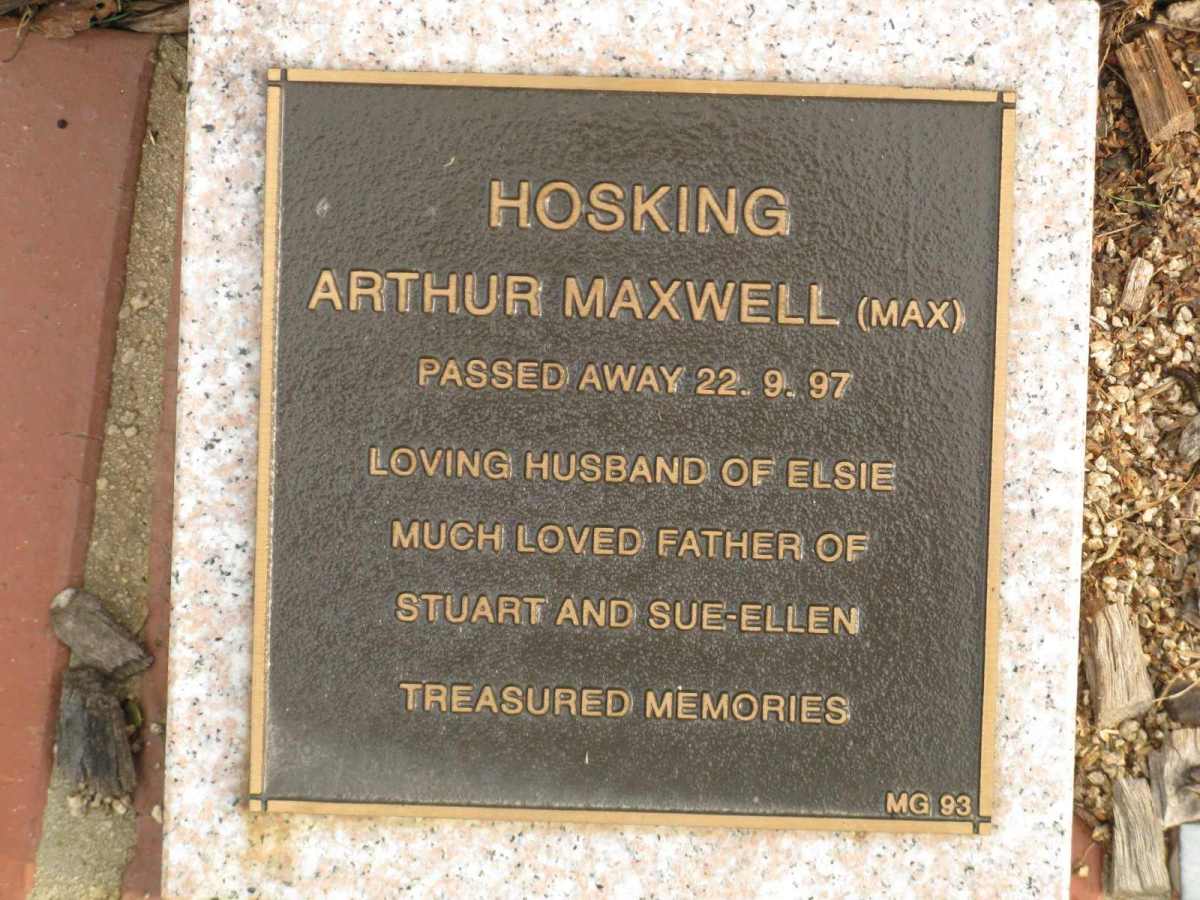 HOSKING
ARTHUR MAXWELL (MAX)
PASSED AWAY 22. 9. 97
LOVING HUSBAND OF ELSIE
MUCH LOVED FATHER OF
STUART AND SUE-ELLEN
TREASURED MEMORIES
MG 93